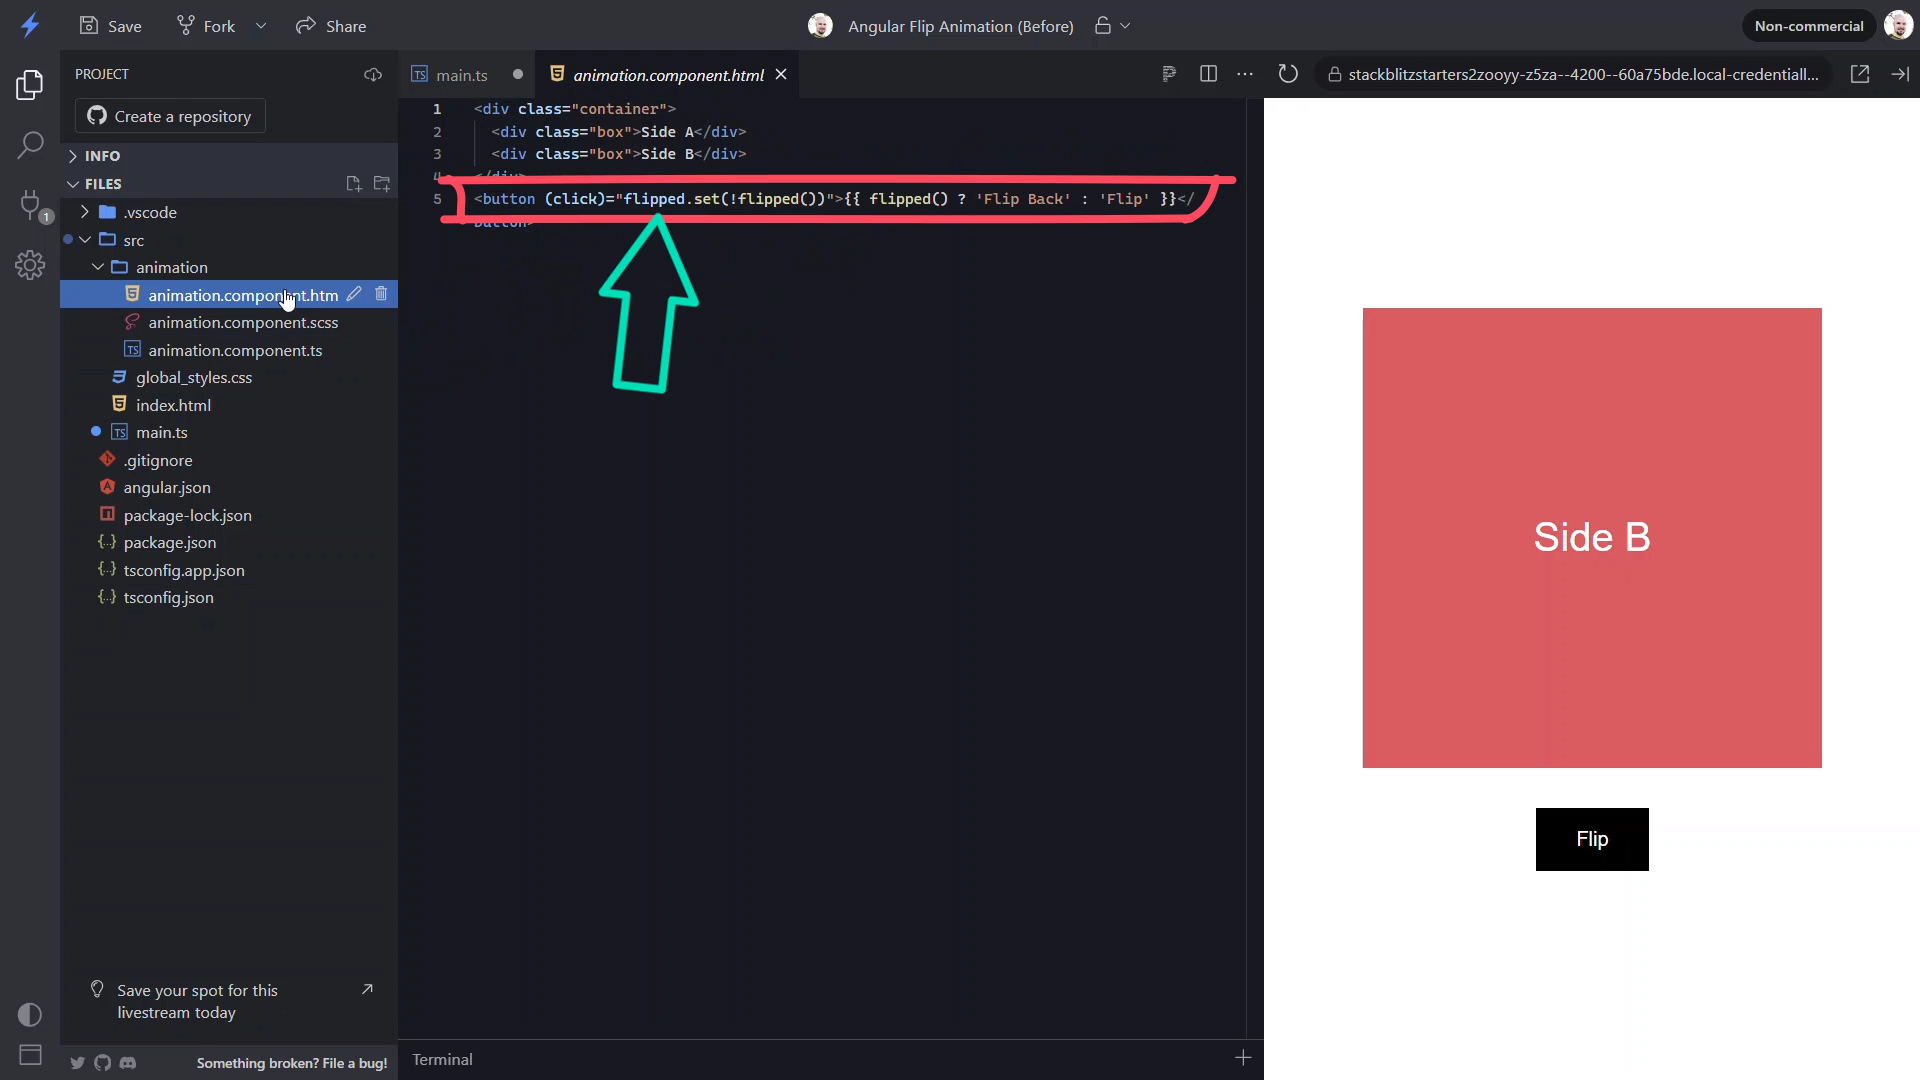 Save
Fork
Share
Angular Flip Animation (Before)
Non-commercial
PROJECT
Create a repository
INFO
FILES
.vscode
src
animation
animation.component.htm
animation.component.scss
animation.component.ts
global_styles.css
index.html
main.ts
.gitignore
angular.json
package-lock.json
package.json
tsconfig.app.json
tsconfig.json
1
Save your spot for this
livestream today
Something broken? File a bug!
main.ts
animation.component.html
1 <div class="container">
2 <div class="box">Side A</div>
3 <div class="box">Side B</div>
4 </div>
5 <button (click)="flipped.set(!flipped())">{{ flipped() ? 'Flip Back' : 'Flip' }}</
button>
Terminal
stackblitzstarters2zooyy-z5za--4200--60a75bde.local-credentiall...
Side B
Flip